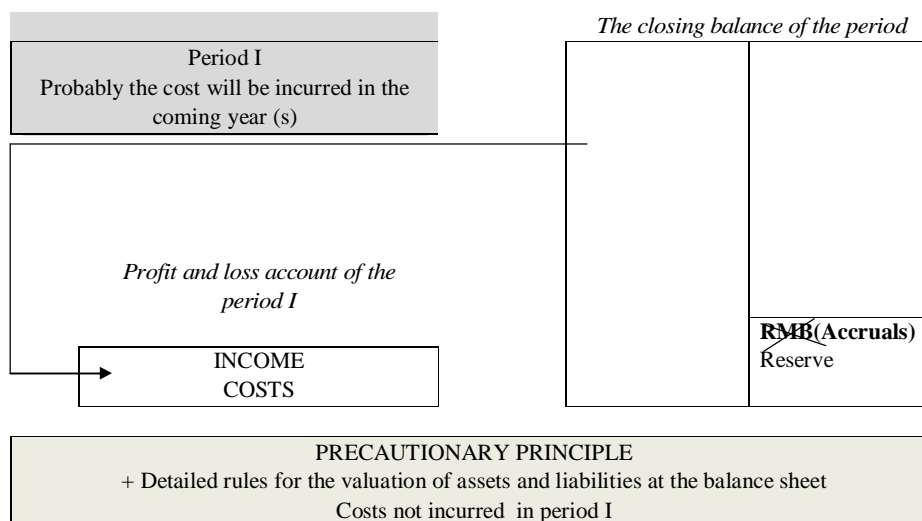 The closing balance of the period
Period I
Probably the cost will be incurred in the
coming year (s)
Profit and loss account of the
period I
RMB(Accruals)
Reserve
INCOME
COSTS
PRECAUTIONARY PRINCIPLE
+ Detailed rules for the valuation of assets and liabilities at the balance sheet
Costs not incurred in period I